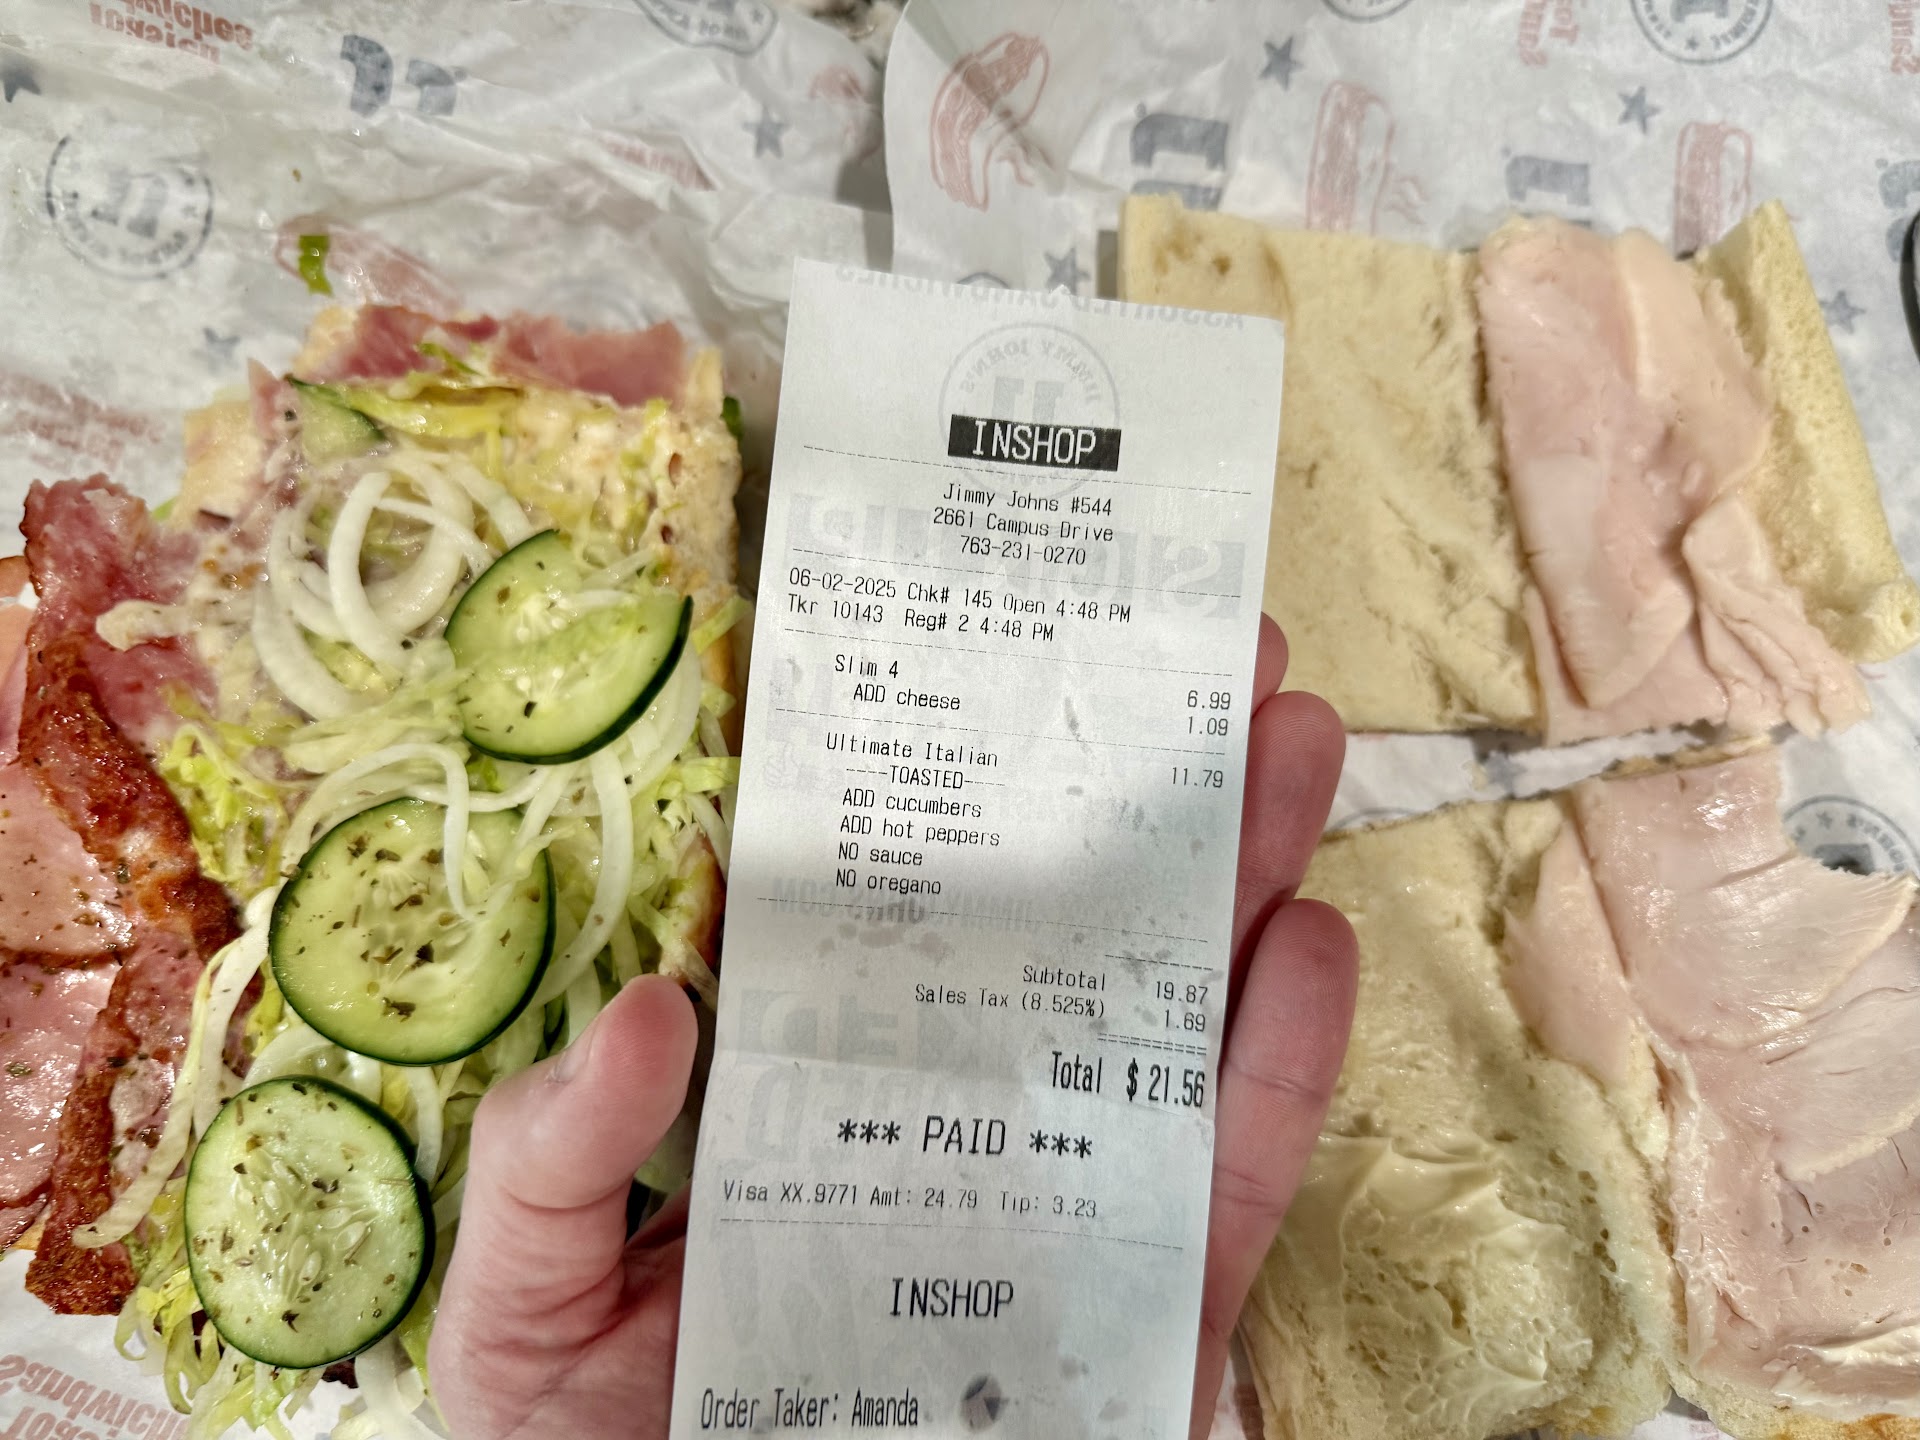 INSHOP
Jimmy Johns #544
2661 Campus Drive
763-231-0270
06-02-2025 Chk# 145 Open 4:48 PM
Tkr 10143 Reg# 2 4:48 PM
Slim 4 6.99
ADD cheese 1.09
Ultimate Italian 11.79
----TOASTED----
ADD cucumbers
ADD hot peppers
NO sauce
NO oregano
Subtotal 19.87
Sales Tax (8.525%) 1.69
Total $ 21.56
*** PAID ***
Visa XX.9771 Amt: 24.79 Tip: 3.23
INSHOP
Order Taker: Amanda